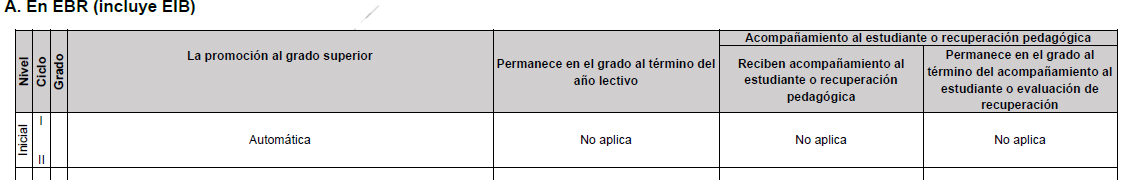 A. En EBR (incluye EIB)
Nivel
Ciclo
Grado
La promoción al grado superior
Permanece en el grado al término del
año lectivo
Acompañamiento al estudiante o recuperación pedagógica
Reciben acompañamiento al
estudiante o recuperación
pedagógica
Permanece en el grado al
término del acompañamiento al
estudiante o evaluación de
recuperación
Inicial
I
II
Automática
No aplica
No aplica
No aplica